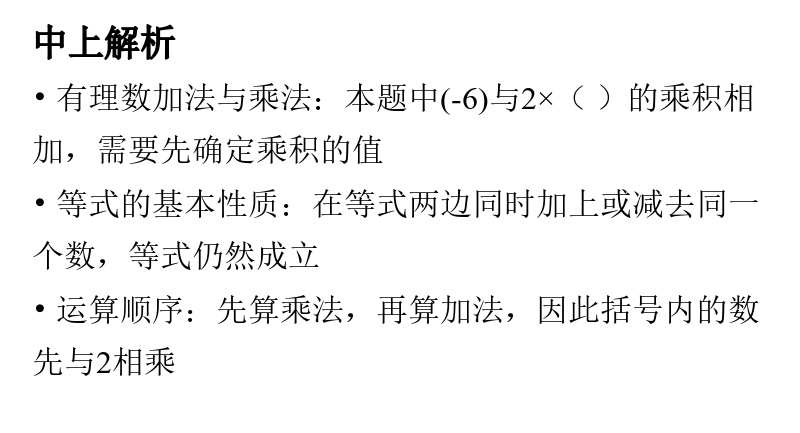 中上解析
• 有理数加法与乘法：本题中(-6)与2×（ ）的乘积相
加，需要先确定乘积的值
• 等式的基本性质：在等式两边同时加上或减去同一
个数，等式仍然成立
• 运算顺序：先算乘法，再算加法，因此括号内的数
先与2相乘